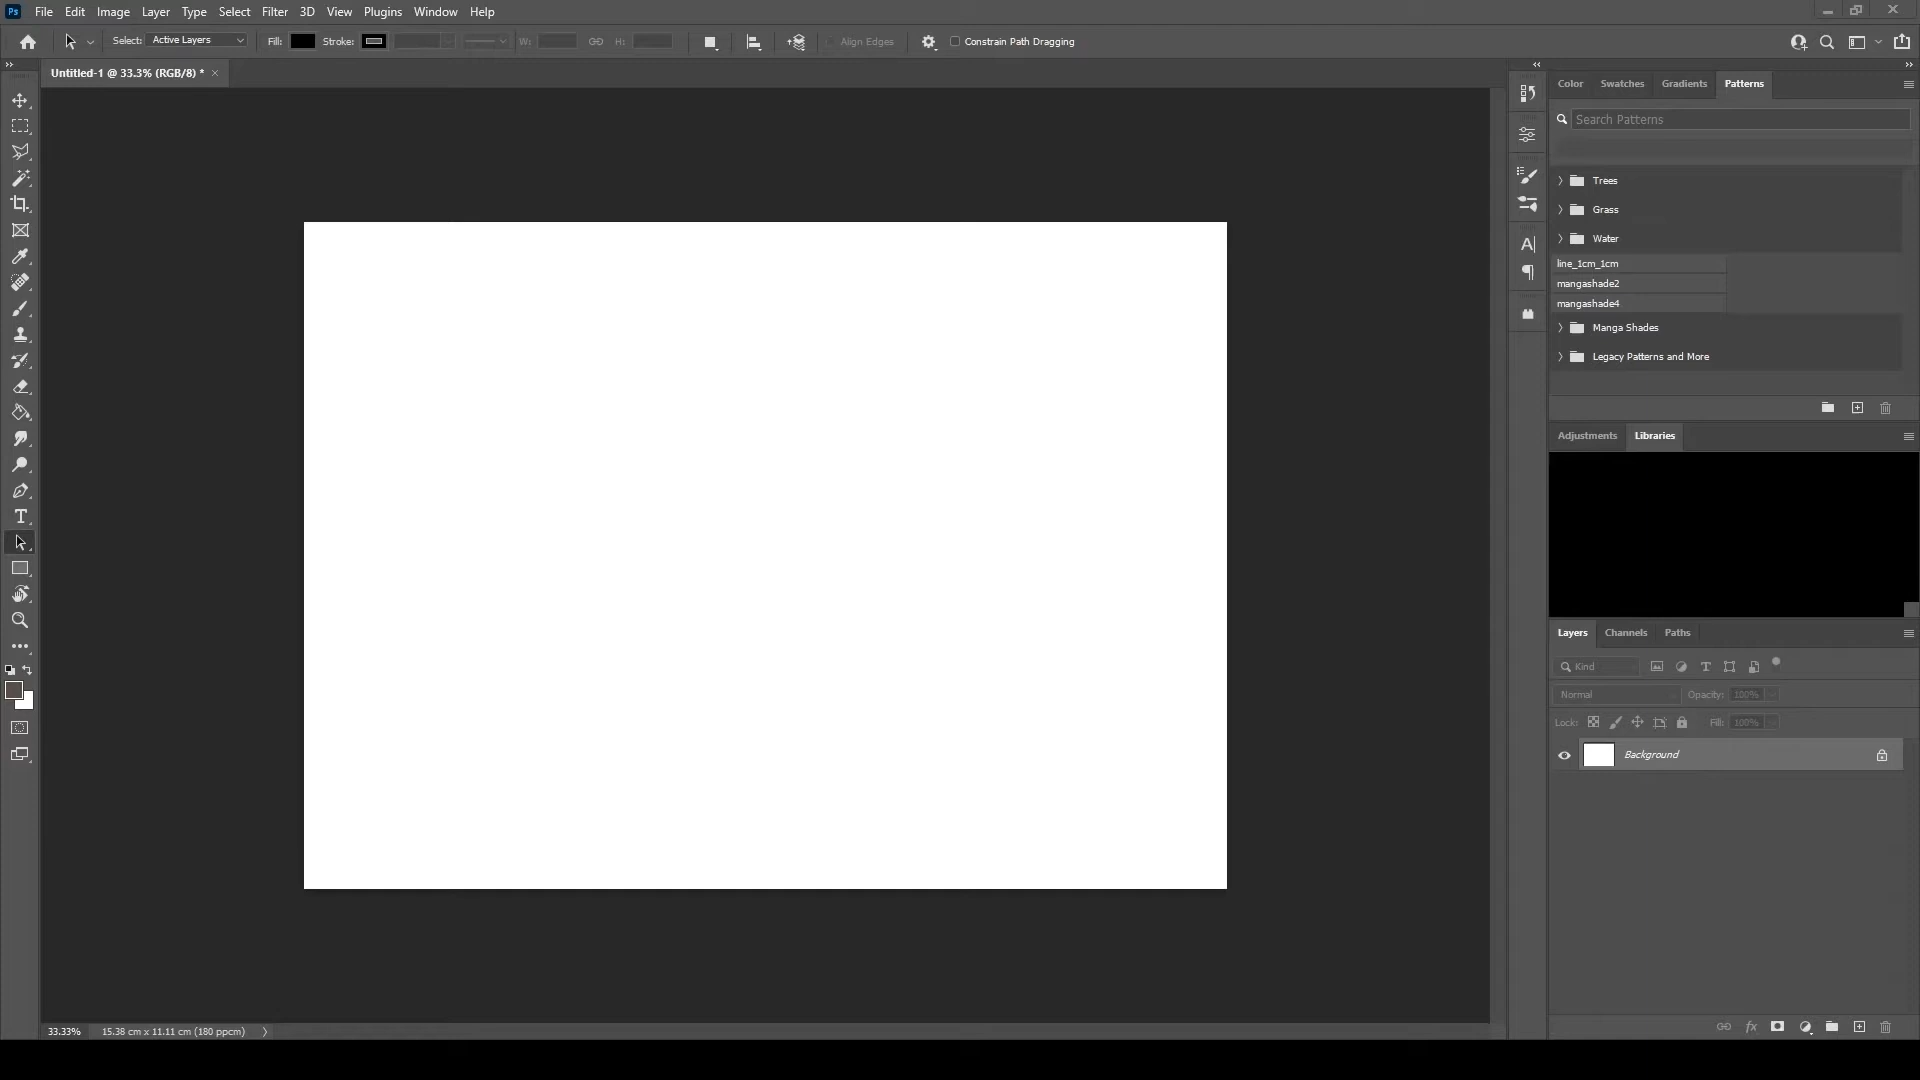 Ps File Edit Image Layer Type Select Filter 3D View Plugins Window Help
Select: Active Layers Fill: Stroke: W: H: Align Edges Constrain Path Dragging
Untitled-1 @ 33.3% (RGB/8) * ×
Color Swatches Gradients Patterns
Search Patterns
Trees
Grass
Water
line_1cm_1cm
mangashade2
mangashade4
Manga Shades
Legacy Patterns and More
Adjustments Libraries
Layers Channels Paths
Kind
Normal Opacity: 100%
Lock: Fill: 100%
Background
33.33% 15.38 cm x 11.11 cm (180 ppcm)